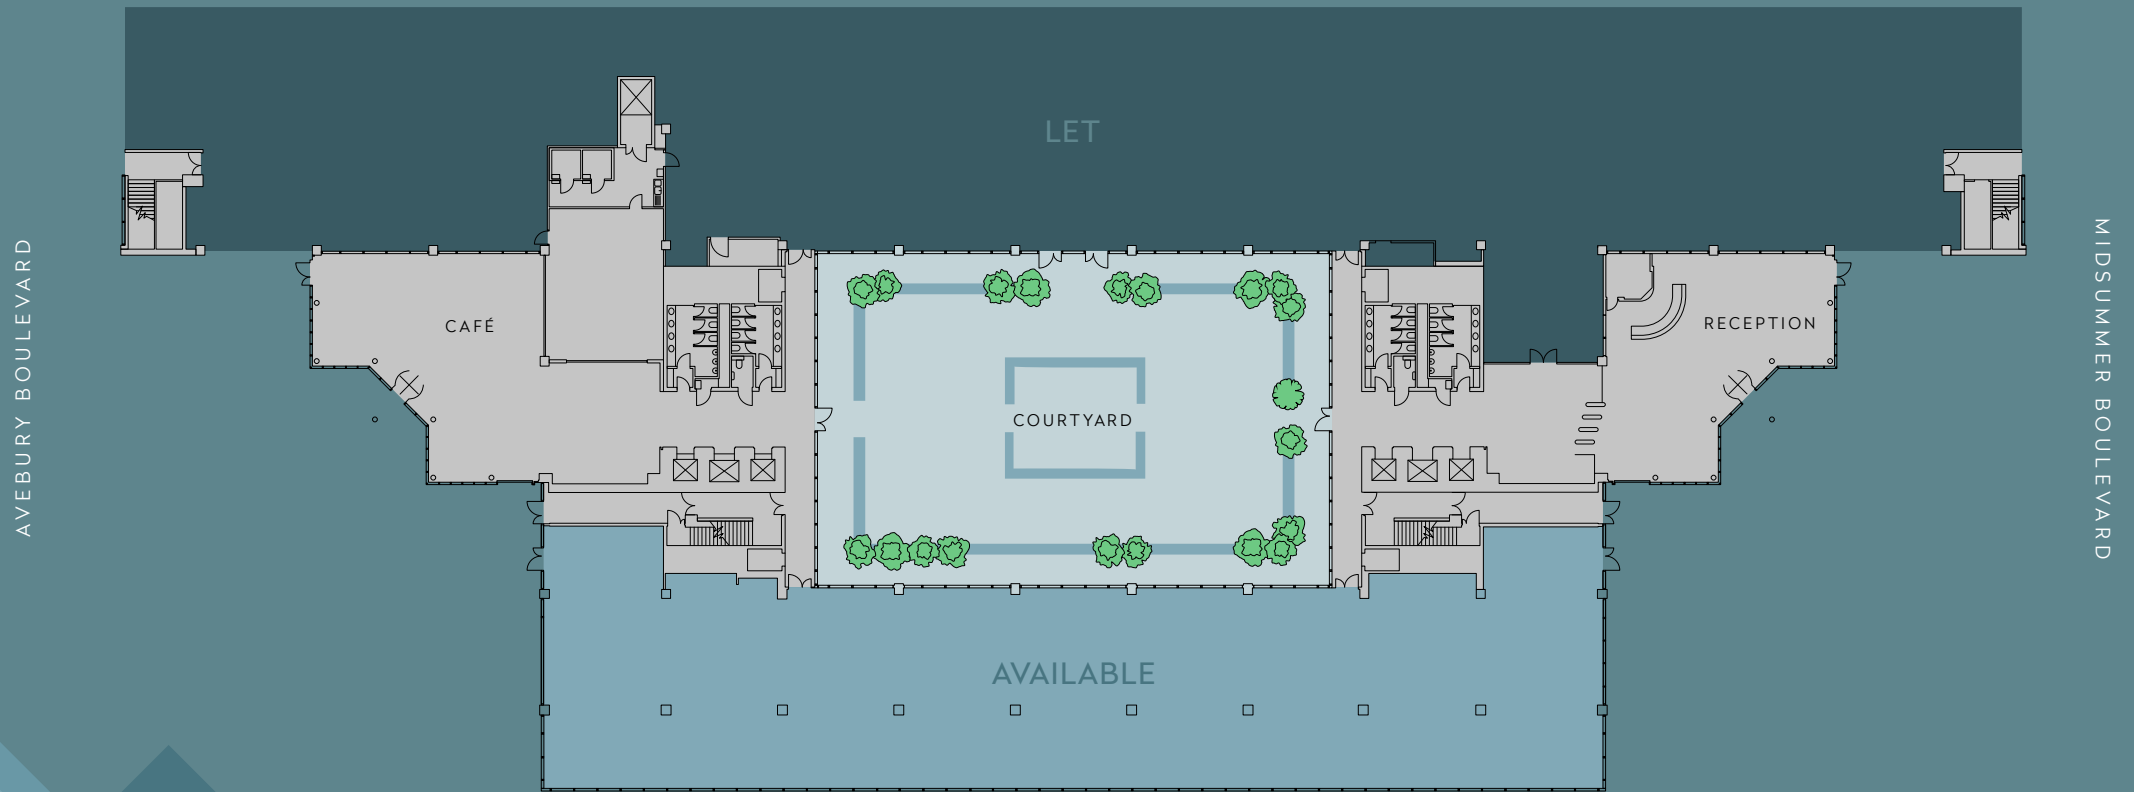 LET
AVEBURY BOULEVARD
CAFÉ
RECEPTION
MIDSUMMER BOULEVARD
COURTYARD
AVAILABLE